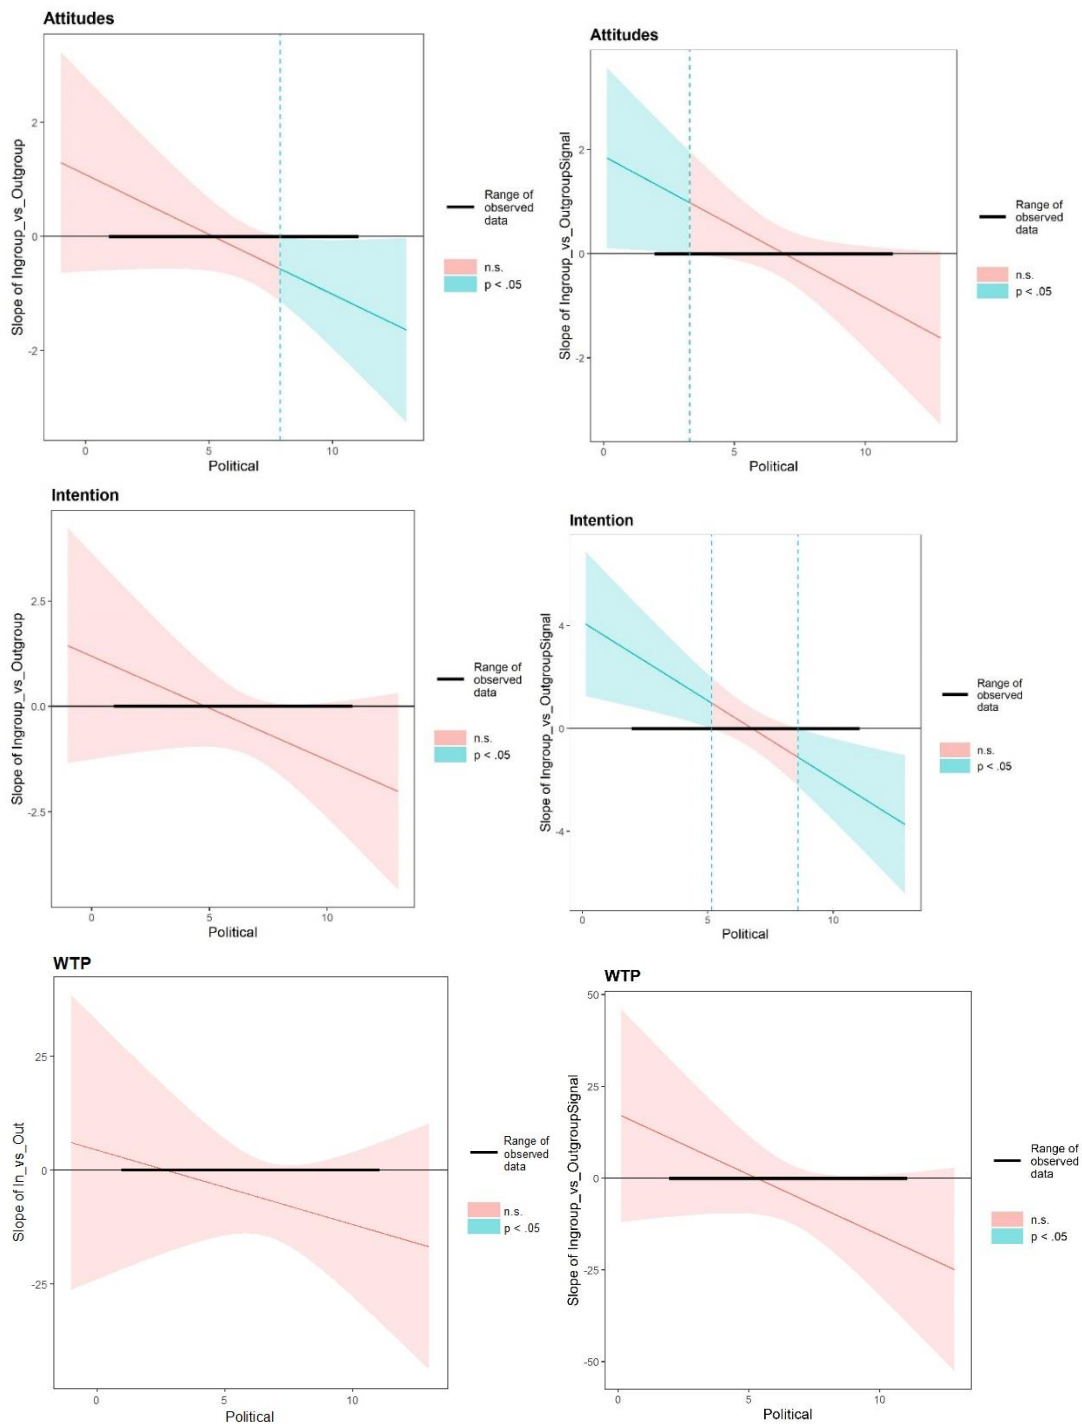 Attitudes
Slope of Ingroup_vs_Outgroup
2
0
-2
0
5
10
Political
Range of
observed
data
n.s.
p < .05
Attitudes
Slope of Ingroup_vs_OutgroupSignal
2
0
-2
0
5
10
Political
Range of
observed
data
n.s.
p < .05
Intention
Slope of Ingroup_vs_Outgroup
2.5
0.0
-2.5
0
5
10
Political
Range of
observed
data
n.s.
p < .05
Intention
Slope of Ingroup_vs_OutgroupSignal
4
0
-4
0
5
10
Political
Range of
observed
data
n.s.
p < .05
WTP
Slope of In_vs_Out
25
0
-25
0
5
10
Political
Range of
observed
data
n.s.
p < .05
WTP
Slope of Ingroup_vs_OutgroupSignal
50
25
0
-25
-50
0
5
10
Political
Range of
observed
data
n.s.
p < .05